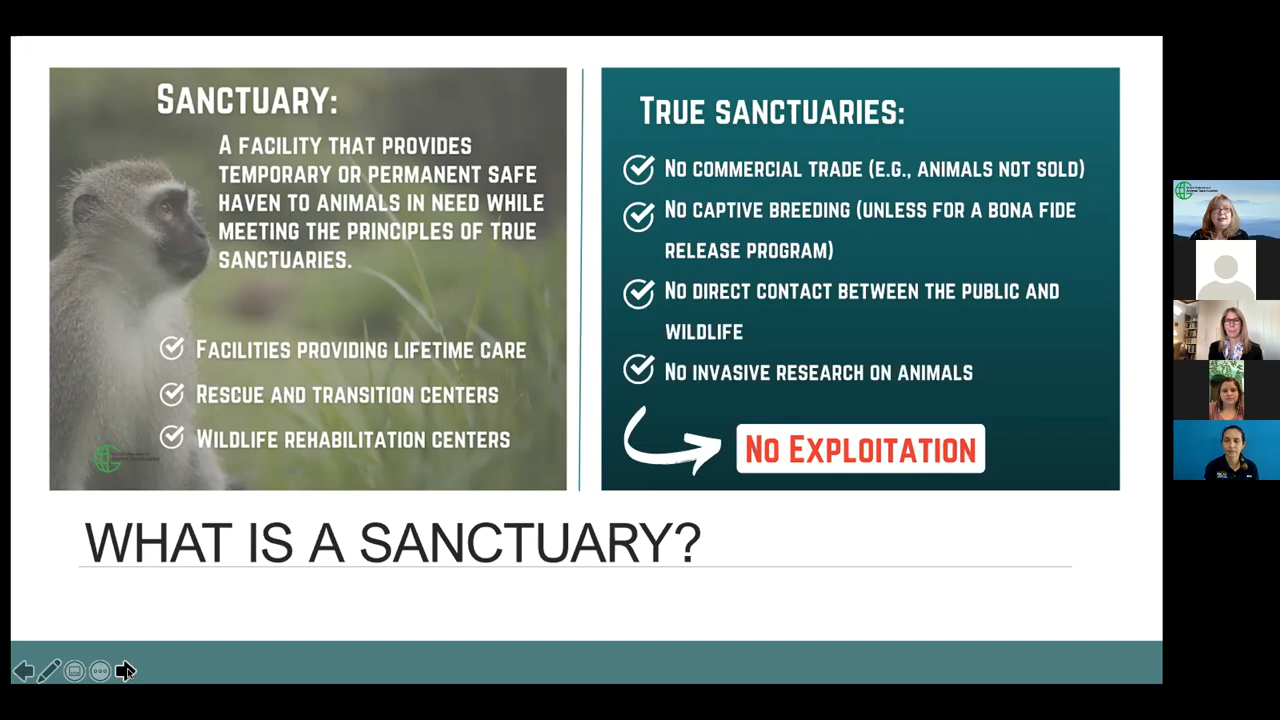 SANCTUARY:
A FACILITY THAT PROVIDES
TEMPORARY OR PERMANENT SAFE
HAVEN TO ANIMALS IN NEED WHILE
MEETING THE PRINCIPLES OF TRUE
SANCTUARIES.
FACILITIES PROVIDING LIFETIME CARE
RESCUE AND TRANSITION CENTERS
WILDLIFE REHABILITATION CENTERS
TRUE SANCTUARIES:
NO COMMERCIAL TRADE (E.G., ANIMALS NOT SOLD)
NO CAPTIVE BREEDING (UNLESS FOR A BONA FIDE
RELEASE PROGRAM)
NO DIRECT CONTACT BETWEEN THE PUBLIC AND
WILDLIFE
NO INVASIVE RESEARCH ON ANIMALS
NO EXPLOITATION
WHAT IS A SANCTUARY?